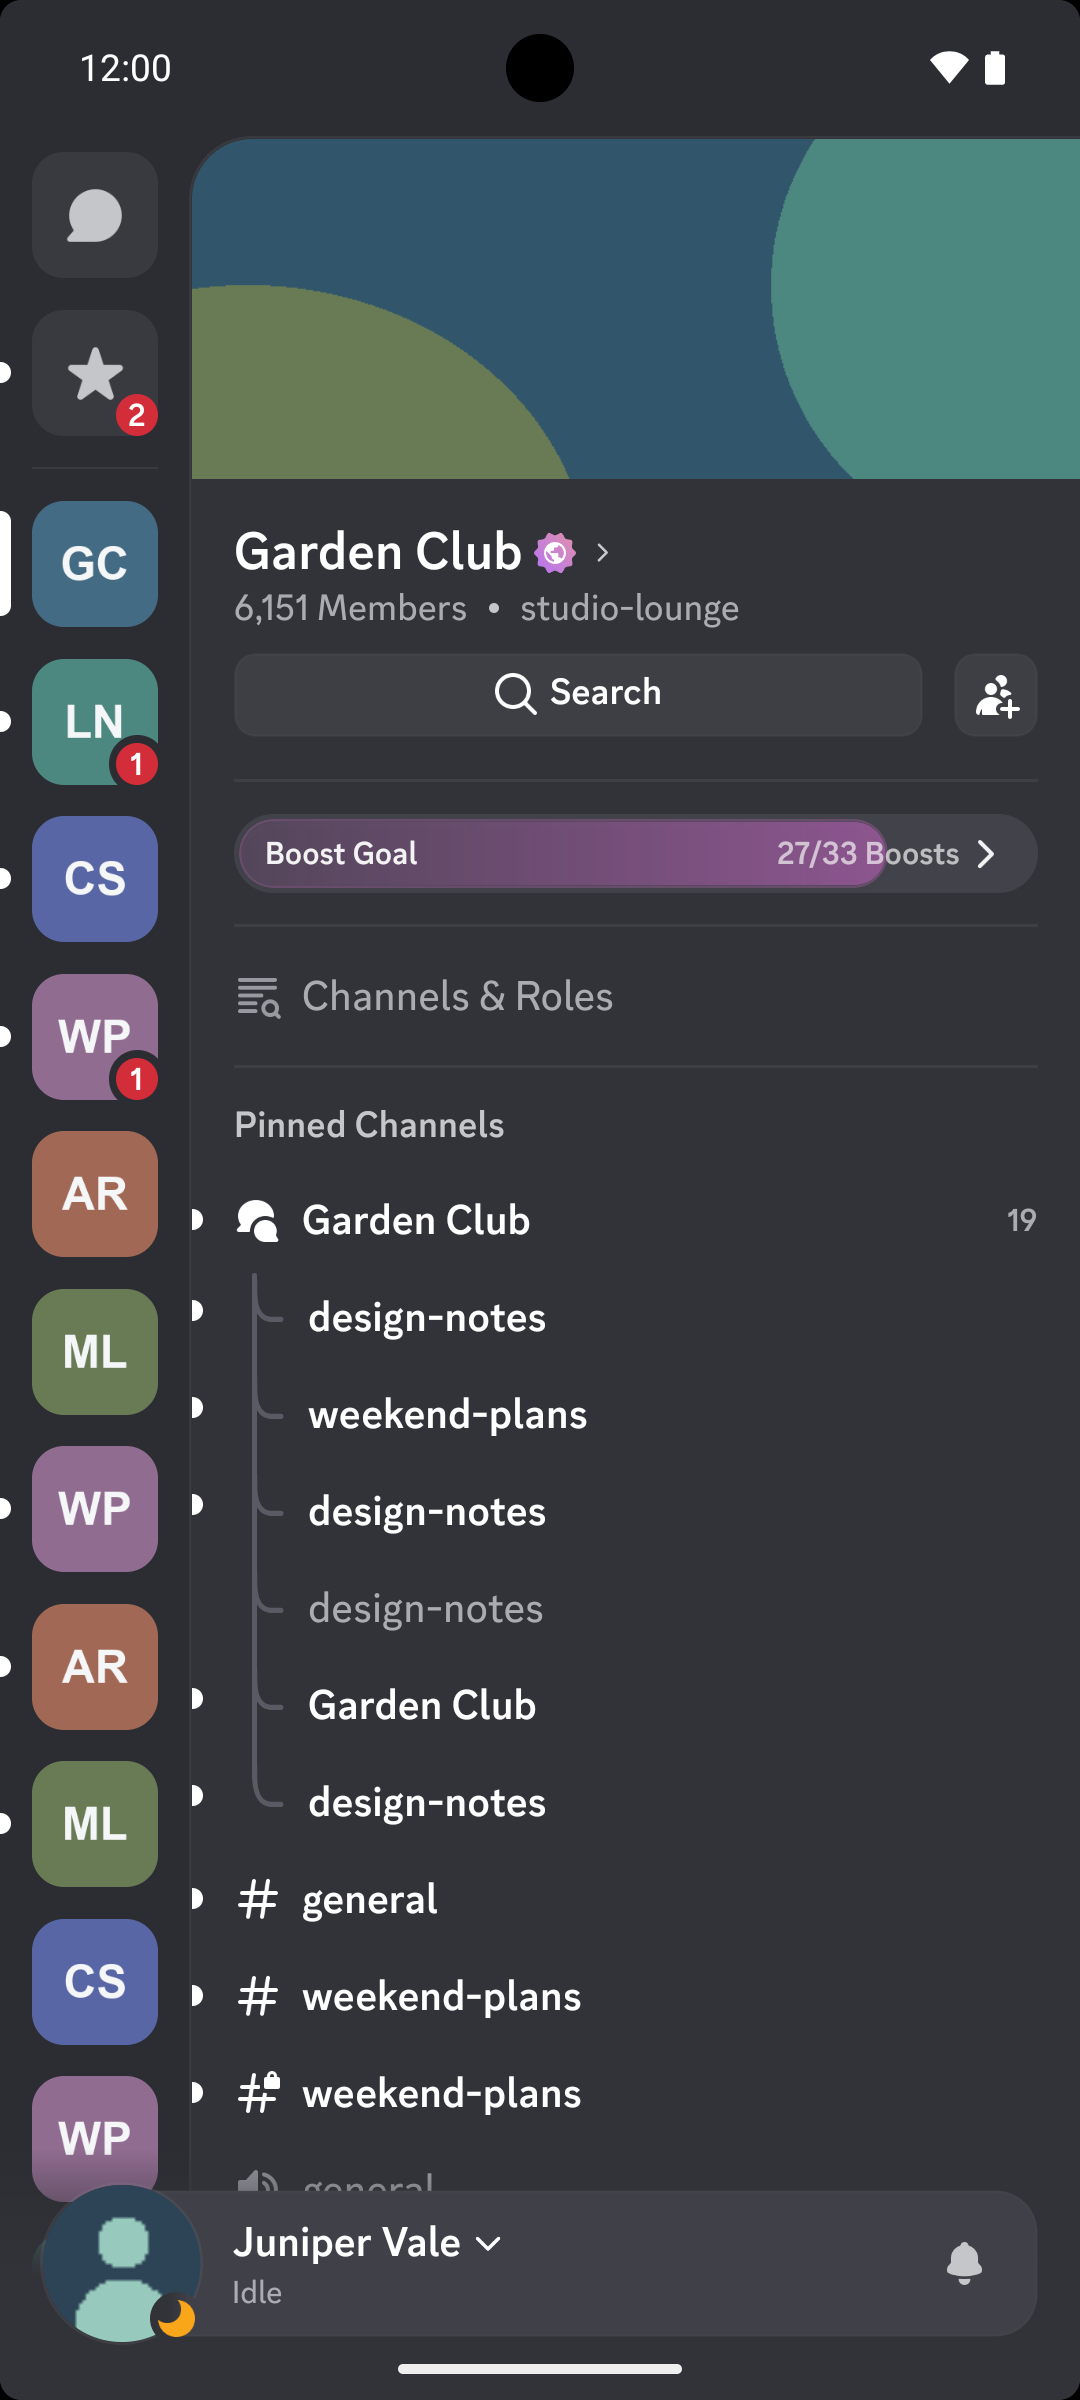 12:00
2
GC
LN
1
CS
WP
1
AR
ML
WP
AR
ML
CS
WP
Garden Club
6,151 Members • studio-lounge
Search
Boost Goal 27/33 Boosts
Channels & Roles
Pinned Channels
Garden Club 19
design-notes
weekend-plans
design-notes
design-notes
Garden Club
design-notes
general
weekend-plans
weekend-plans
general
Juniper Vale
Idle